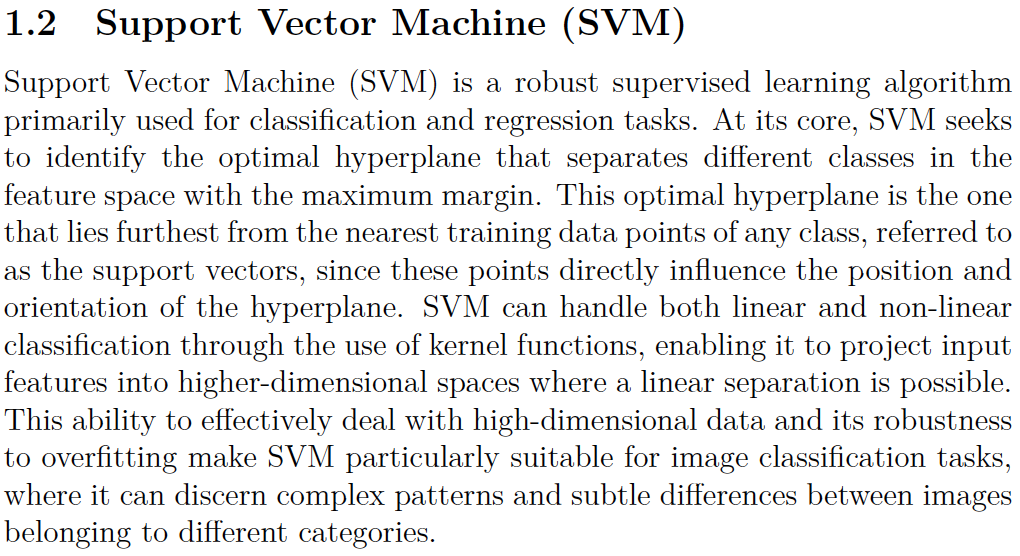 1.2 Support Vector Machine (SVM)
Support Vector Machine (SVM) is a robust supervised learning algorithm
primarily used for classification and regression tasks. At its core, SVM seeks
to identify the optimal hyperplane that separates different classes in the
feature space with the maximum margin. This optimal hyperplane is the one
that lies furthest from the nearest training data points of any class, referred to
as the support vectors, since these points directly influence the position and
orientation of the hyperplane. SVM can handle both linear and non-linear
classification through the use of kernel functions, enabling it to project input
features into higher-dimensional spaces where a linear separation is possible.
This ability to effectively deal with high-dimensional data and its robustness
to overfitting make SVM particularly suitable for image classification tasks,
where it can discern complex patterns and subtle differences between images
belonging to different categories.